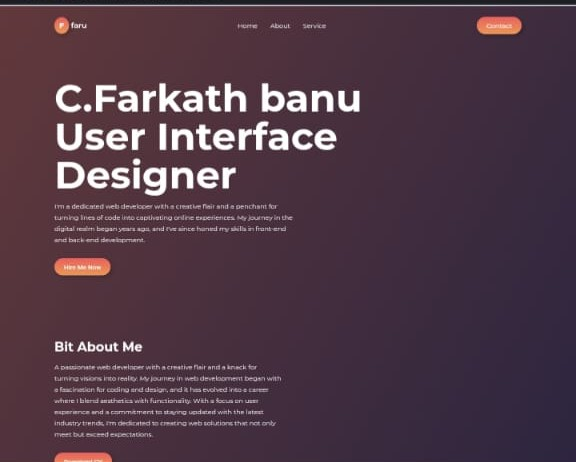 F faru
Home About Service
Contact
C.Farkath banu
User Interface
Designer
I'm a dedicated web developer with a creative flair and a penchant for
turning lines of code into captivating online experiences. My journey in the
digital realm began years ago, and I've since honed my skills in front-end
and back-end development.
Hire Me Now
Bit About Me
A passionate web developer with a creative flair and a knack for
turning visions into reality. My journey in web development began with
a fascination for coding and design, and it has evolved into a career
where I blend aesthetics with functionality. With a focus on user
experience and a commitment to staying updated with the latest
industry trends, I'm dedicated to creating web solutions that not only
meet but exceed expectations.